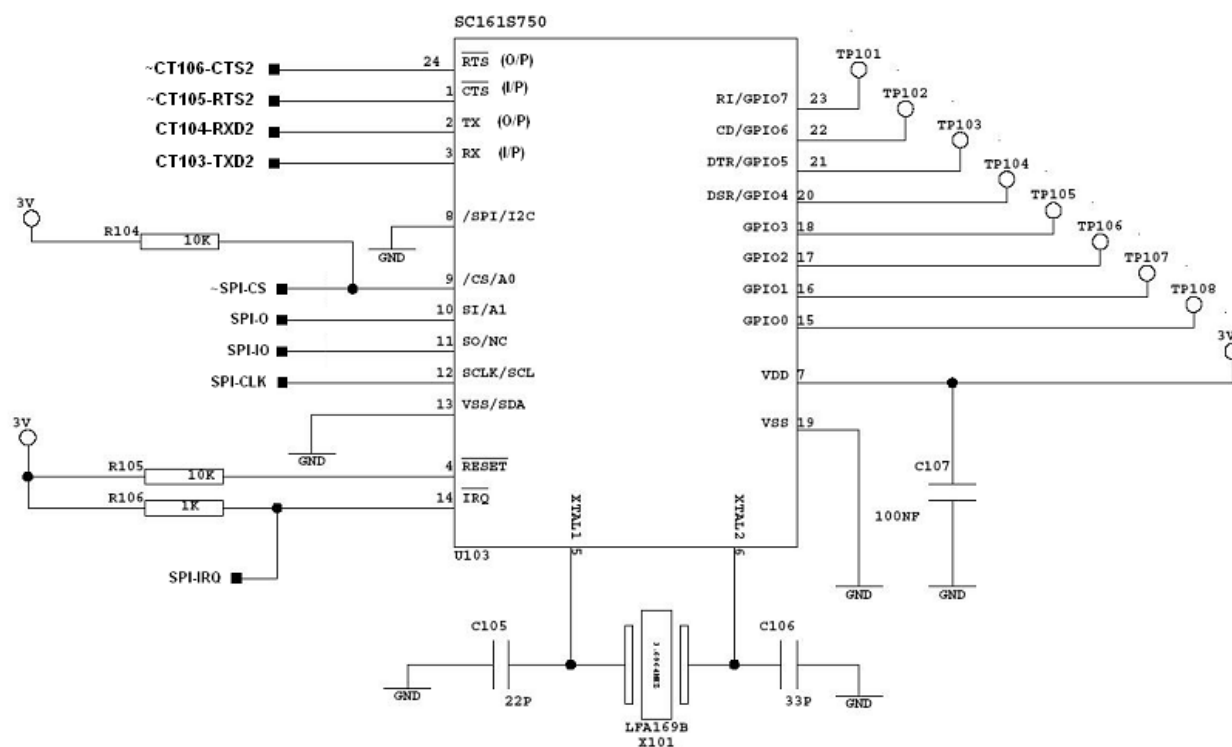 SC161S750
~CT106-CTS2
24
RTS (O/P)
~CT105-RTS2
1
CTS (I/P)
CT104-RXD2
2
TX (O/P)
CT103-TXD2
3
RX (I/P)
3V
R104
10K
8
/SPI/I2C
GND
~SPI-CS
9
/CS/A0
SPI-O
10
SI/A1
SPI-IO
11
SO/NC
SPI-CLK
12
SCLK/SCL
13
VSS/SDA
GND
3V
R105
10K
4
RESET
R106
1K
14
IRQ
SPI-IRQ
U103
RI/GPIO7
23
TP101
CD/GPIO6
22
TP102
DTR/GPIO5
21
TP103
DSR/GPIO4
20
TP104
GPIO3
18
TP105
GPIO2
17
TP106
GPIO1
16
TP107
GPIO0
15
TP108
3V
VDD
7
VSS
19
C107
100NF
GND
GND
XTAL1
5
XTAL2
6
C105
22P
GND
LFA169B
X101
C106
33P
GND